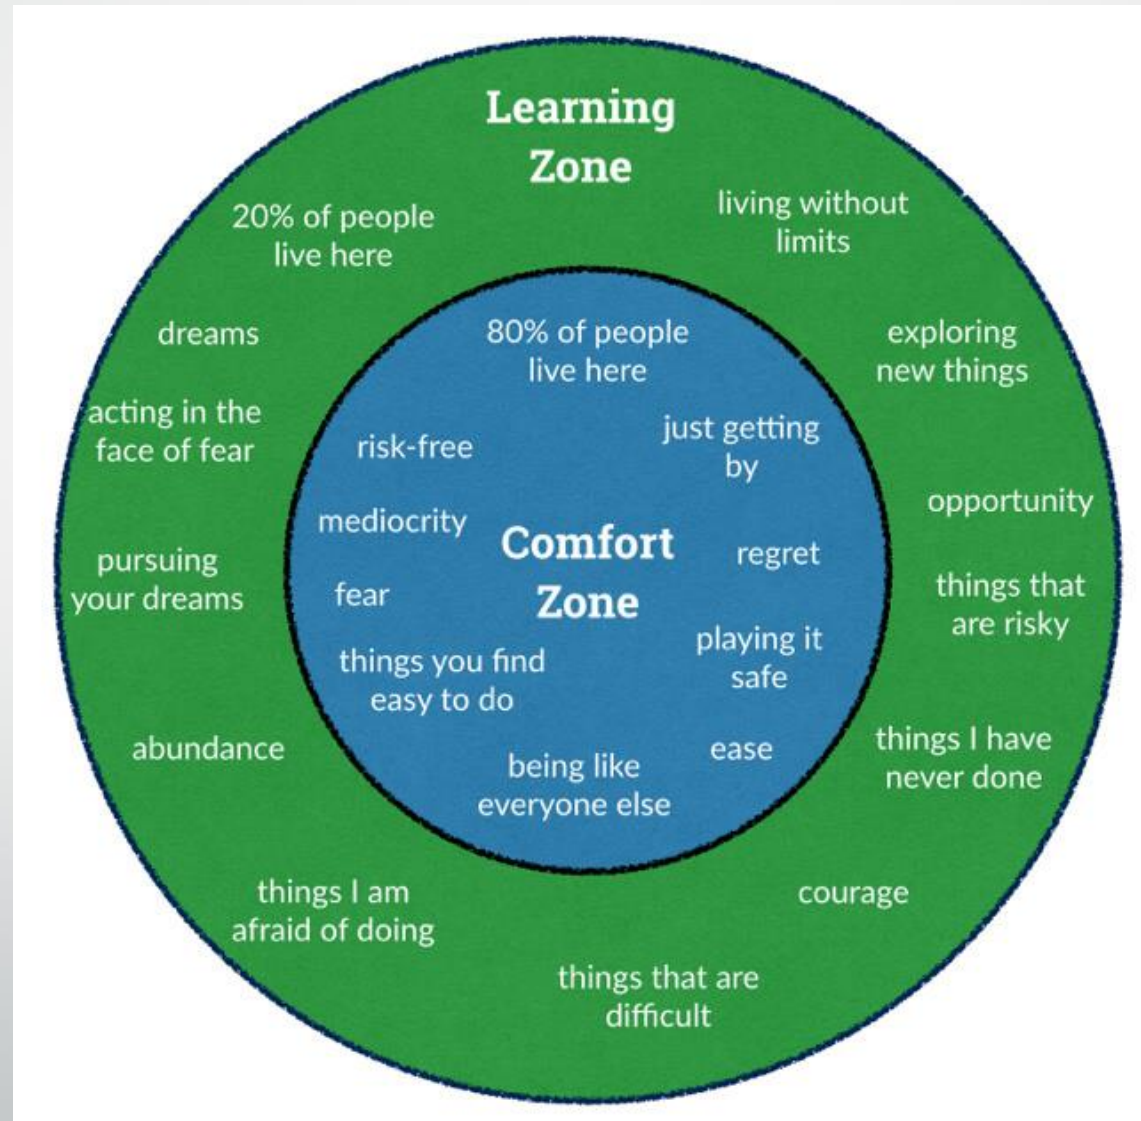 Learning
Zone
20% of people
live here
living without
limits
dreams
exploring
new things
acting in the
face of fear
opportunity
pursuing
your dreams
things that
are risky
abundance
things I have
never done
things I am
afraid of doing
courage
things that are
difficult
80% of people
live here
risk-free
just getting
by
mediocrity
Comfort
Zone
regret
fear
things you find
easy to do
playing it
safe
ease
being like
everyone else